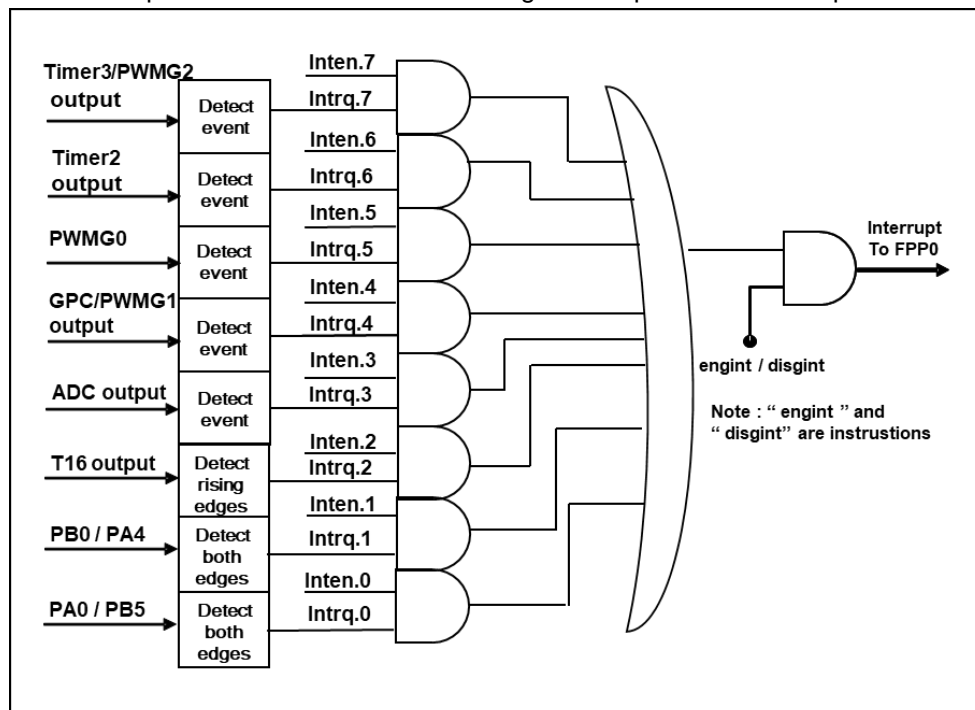 Timer3/PWMG2
output
Detect
event
Inten.7
Intrq.7
Timer2
output
Detect
event
Inten.6
Intrq.6
PWMG0
Detect
event
Inten.5
Intrq.5
GPC/PWMG1
output
Detect
event
Inten.4
Intrq.4
ADC output
Detect
event
Inten.3
Intrq.3
T16 output
Detect
rising
edges
Inten.2
Intrq.2
PB0 / PA4
Detect
both
edges
Inten.1
Intrq.1
PA0 / PB5
Detect
both
edges
Inten.0
Intrq.0
Interrupt
To FPP0
engint / disgint
Note : “ engint ” and
“ disgint” are instrustions